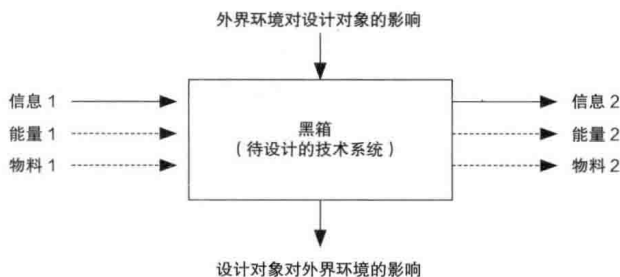 外界环境对设计对象的影响
信息 1
能量 1
物料 1
黑箱
（待设计的技术系统）
信息 2
能量 2
物料 2
设计对象对外界环境的影响